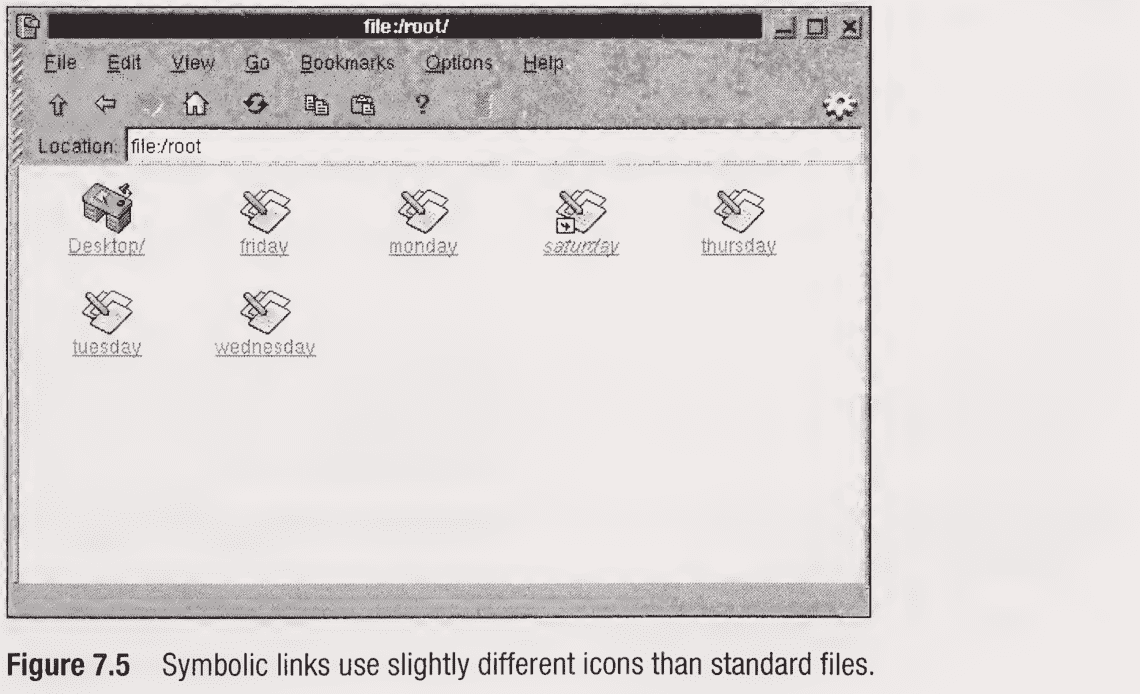 file:/root/
File Edit View Go Bookmarks Options Help
?
Location: file:/root
Desktop/ friday monday saturday thursday
tuesday wednesday
Figure 7.5 Symbolic links use slightly different icons than standard files.